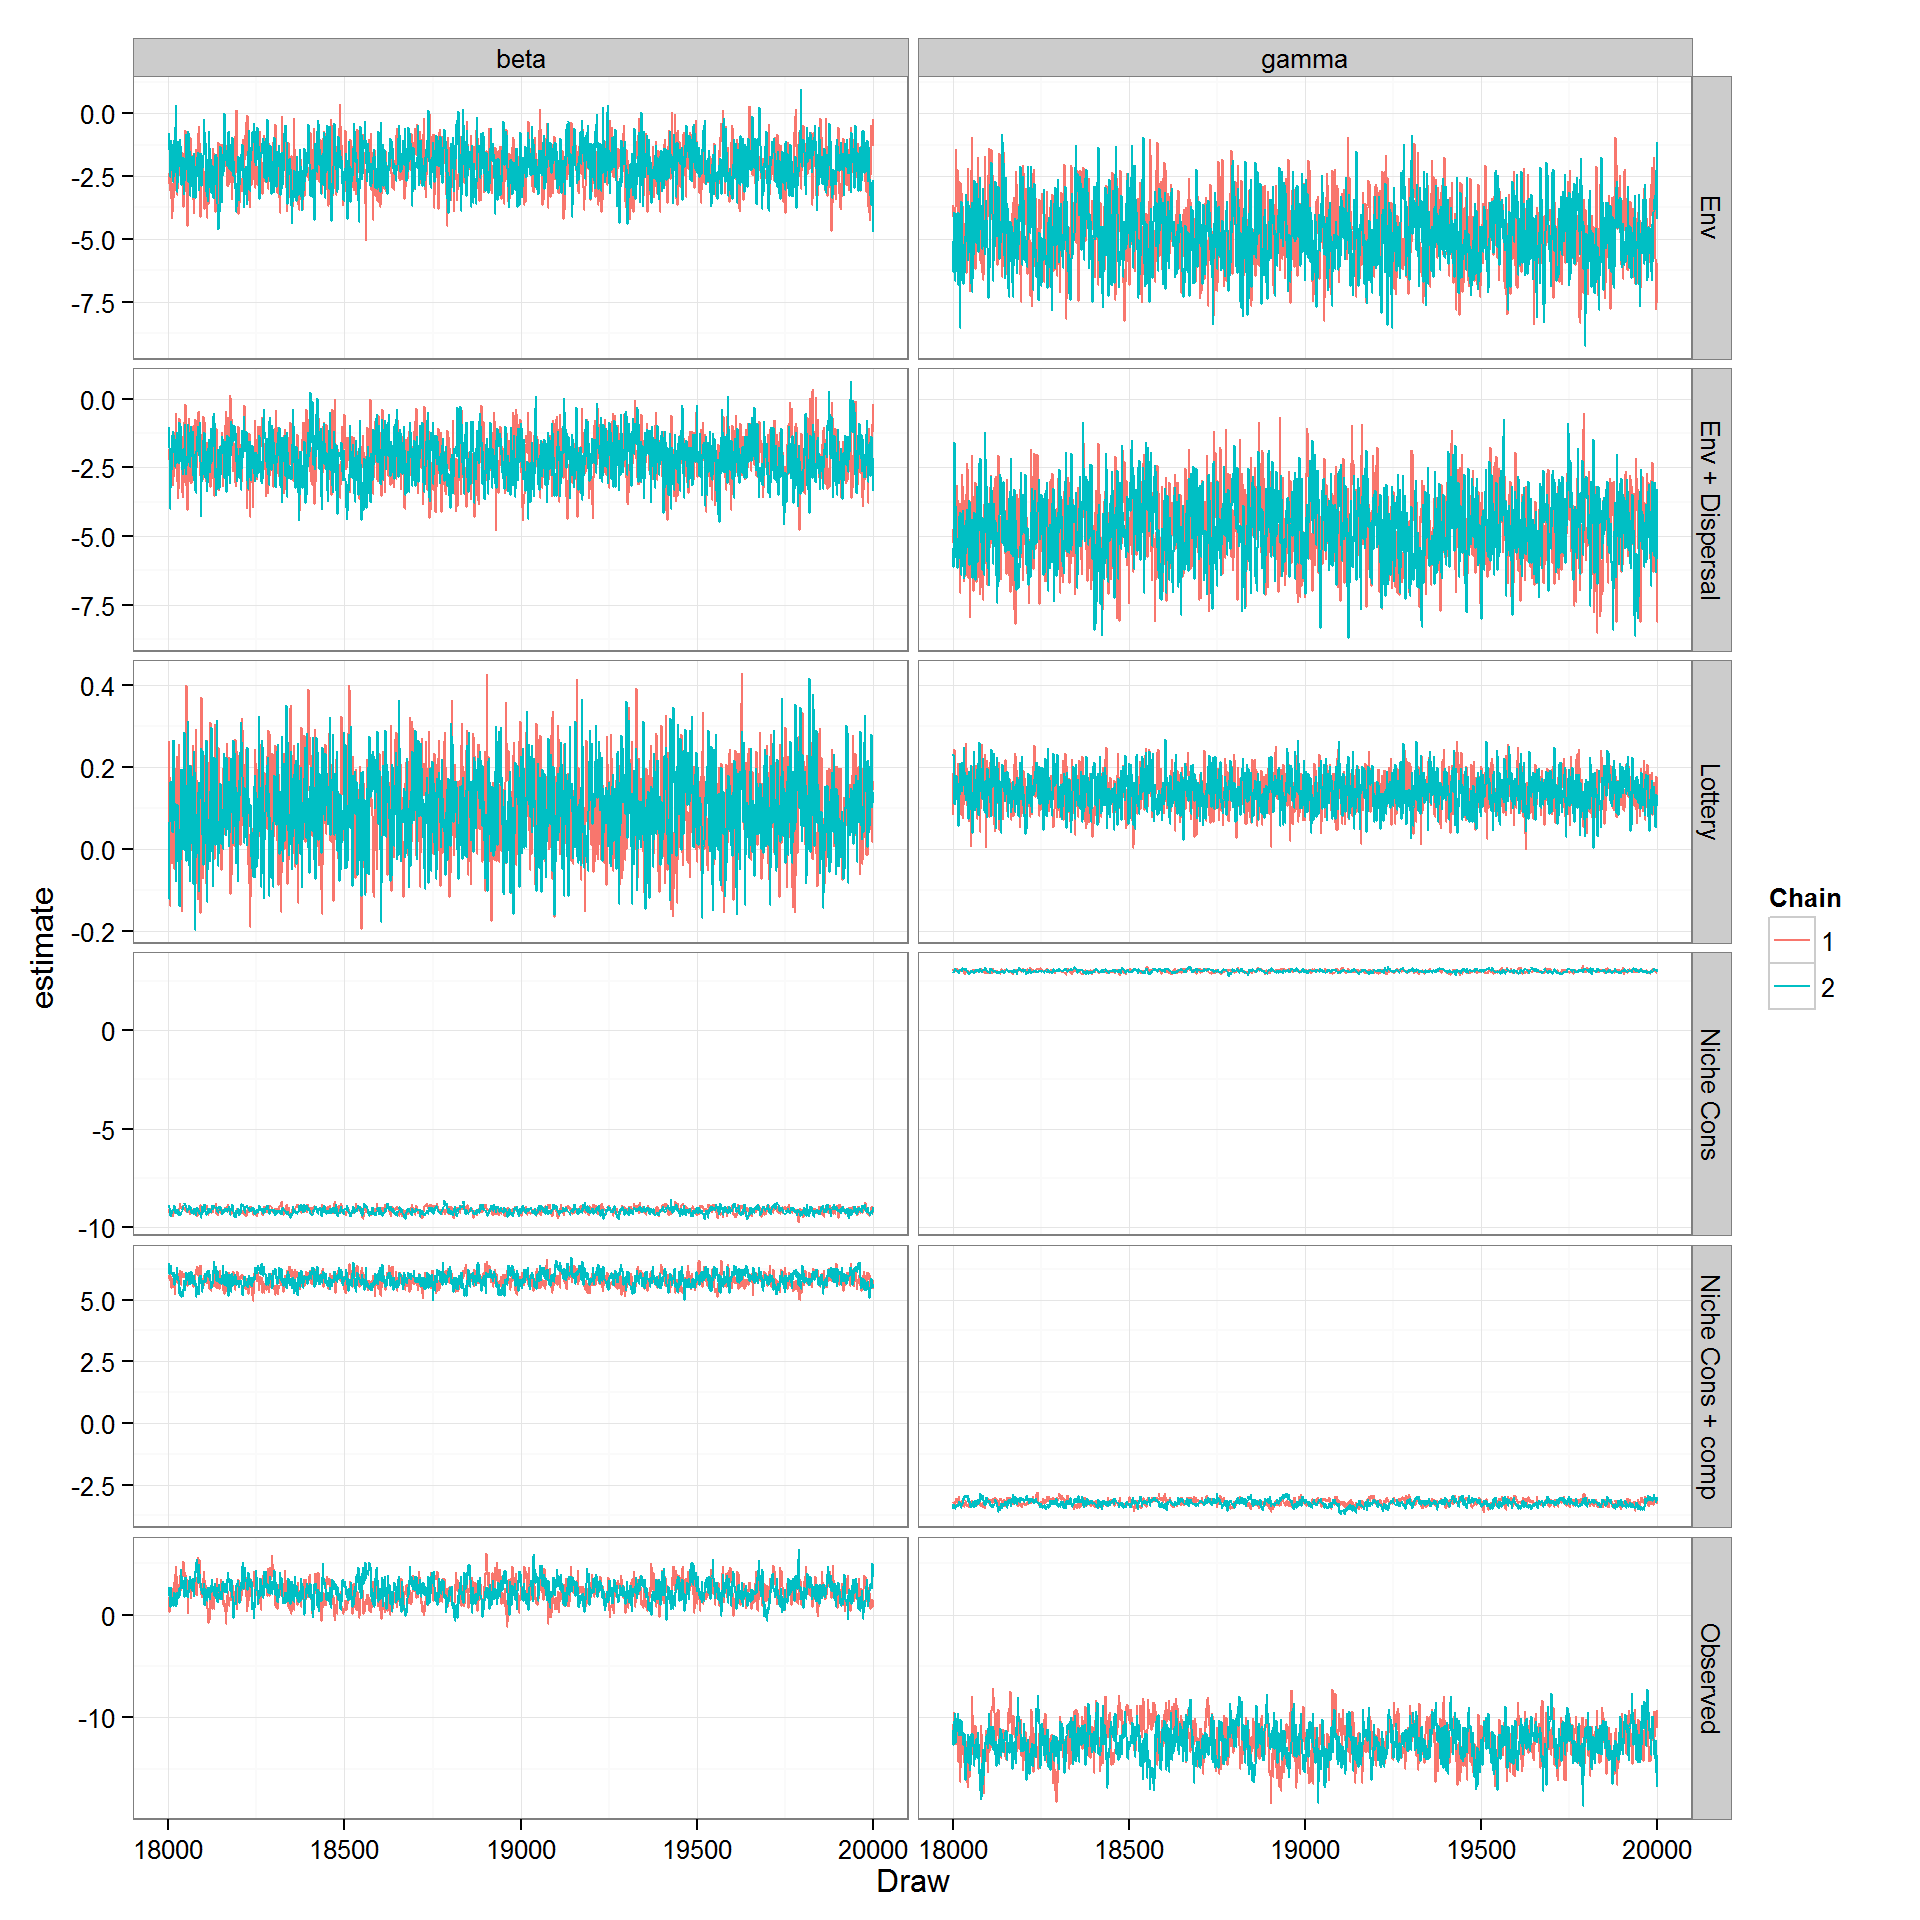 beta
gamma
0.0
-2.5
-5.0
-7.5
Env
0.0
-2.5
-5.0
-7.5
Env + Dispersal
0.4
0.2
0.0
-0.2
Lottery
0
-5
-10
Niche Cons
5.0
2.5
0.0
-2.5
Niche Cons + comp
0
-10
Observed
18000 18500 19000 19500 20000
18000 18500 19000 19500 20000
Draw
estimate
Chain
1
2